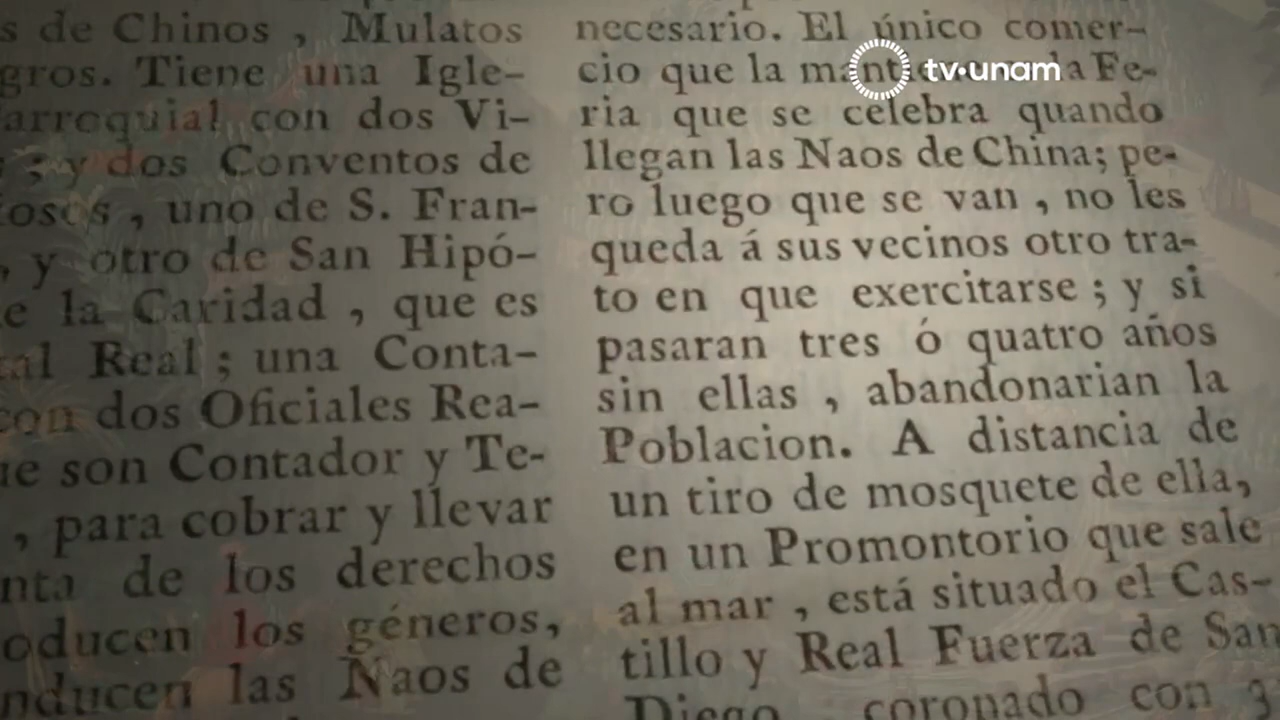 s de Chinos , Mulatos
gros. Tiene una Igle-
arroquial con dos Vi-
; y dos Conventos de
iosos , uno de S. Fran-
, y otro de San Hipó-
e la Caridad , que es
al Real ; una Conta-
con dos Oficiales Rea-
ue son Contador y Te-
, para cobrar y llevar
nta de los derechos
oducen los géneros,
nducen las Naos de
necesario. El único comer-
cio que la Fe-
ria que se celebra quando
llegan las Naos de China; pe-
ro luego que se van , no les
queda á sus vecinos otro tra-
to en que exercitarse ; y si
pasaran tres ó quatro años
sin ellas , abandonarian la
Poblacion. A distancia de
un tiro de mosquete de ella,
en un Promontorio que sale
al mar , está situado el Cas-
tillo y Real Fuerza de San
Diego coronado con
tv·unam